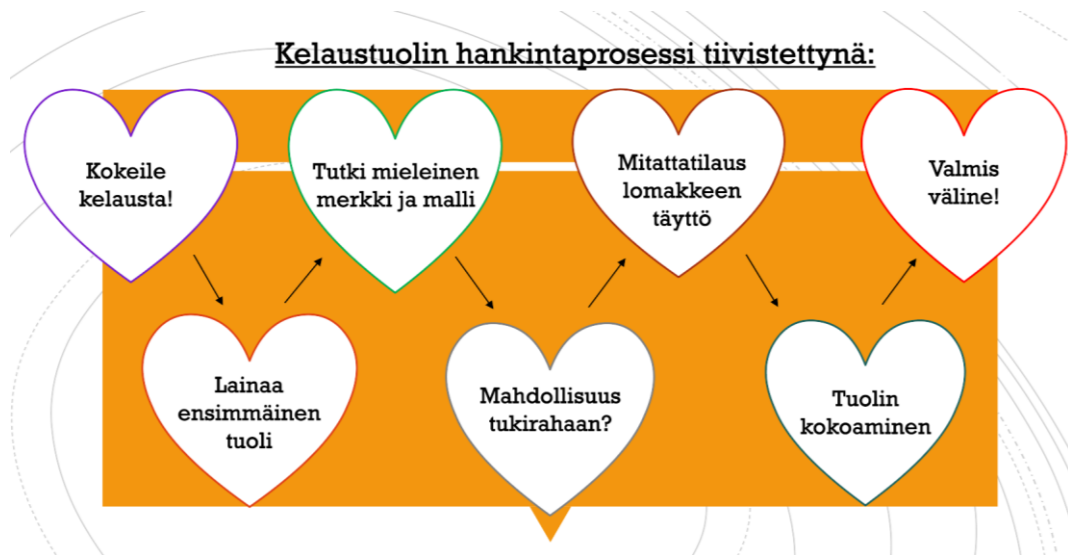 Kelaustuolin hankintaprosessi tiivistettynä:
Kokeile
kelausta!
Lainaa
ensimmäinen
tuoli
Tutki mieleinen
merkki ja malli
Mahdollisuus
tukirahaan?
Mitattatilaus
lomakkeen
täyttö
Tuolin
kokoaminen
Valmis
väline!